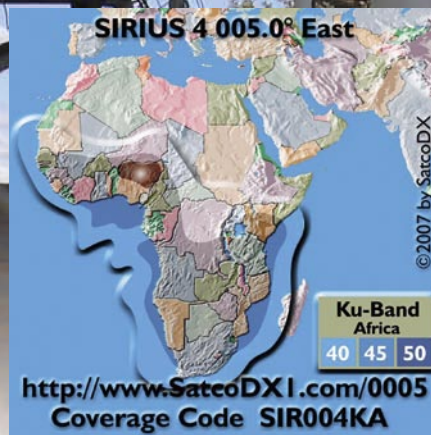 SIRIUS 4 005.0° East
©2007 by SatcoDX
Ku-Band
Africa
40 45 50
http://www.SatcoDX1.com/0005
Coverage Code SIR004KA